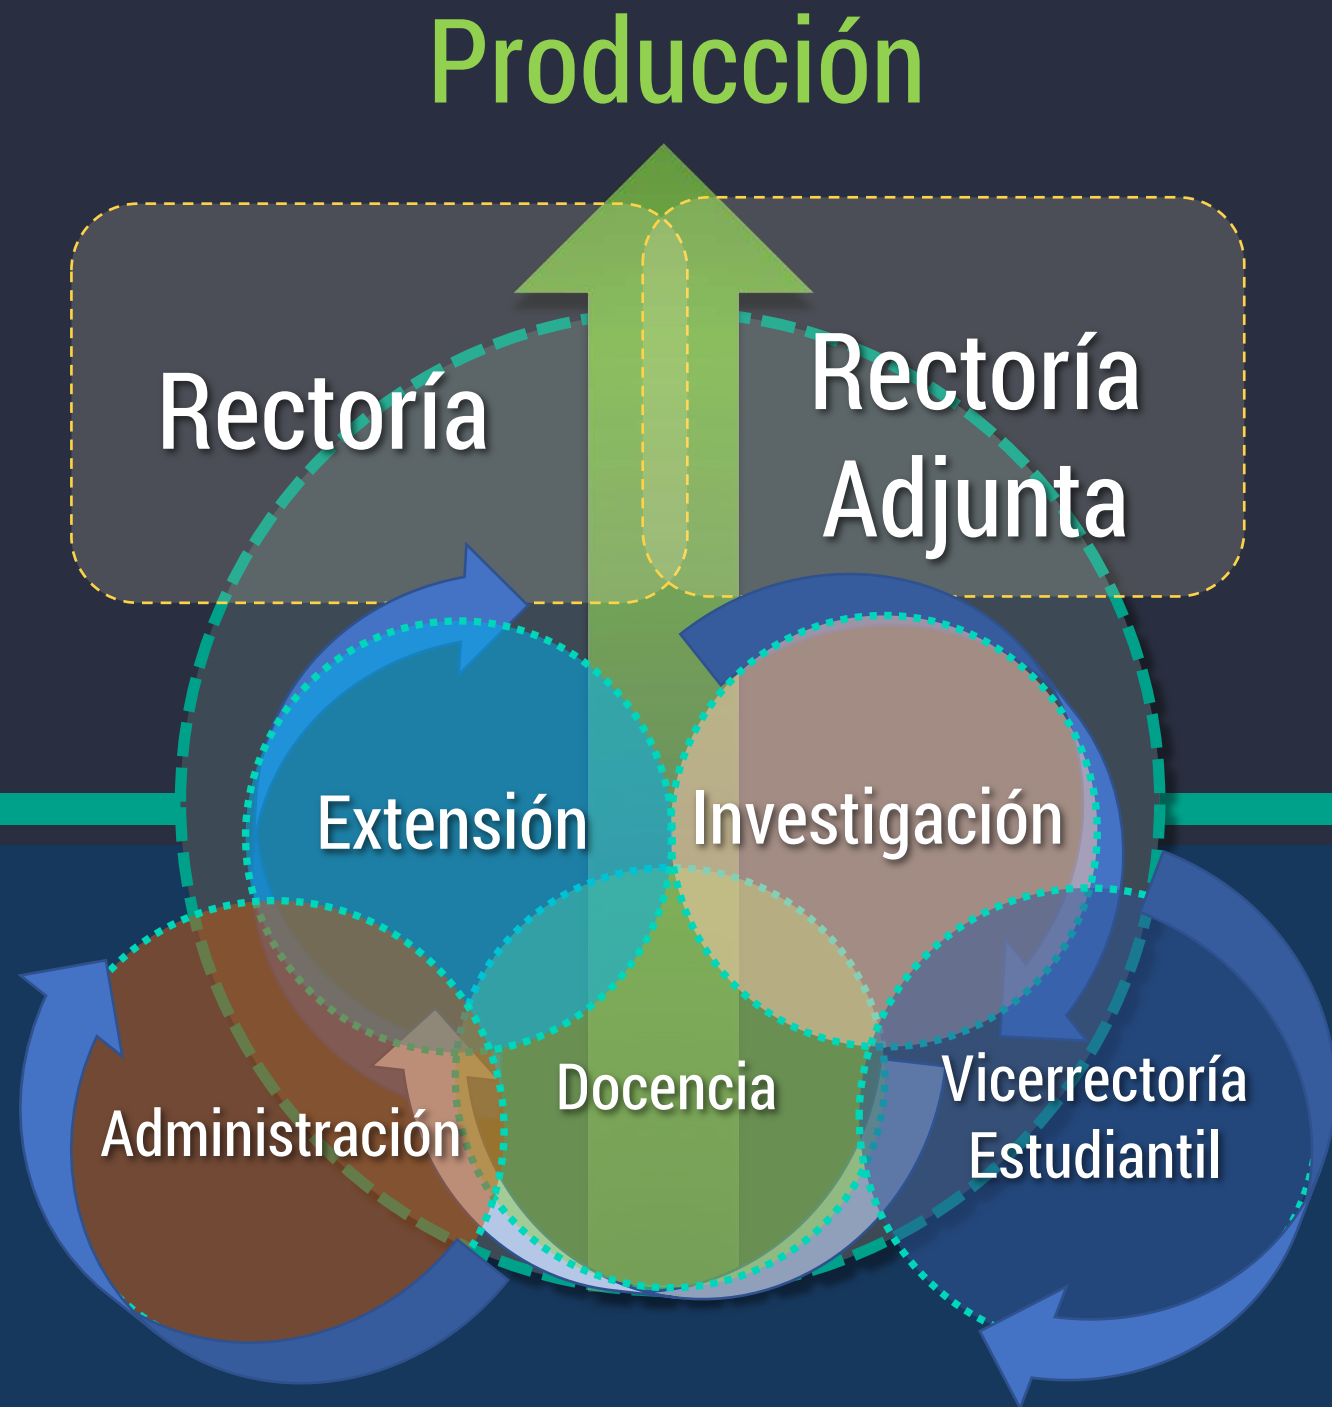 Producción
Rectoría
Rectoría
Adjunta
Extensión
Investigación
Docencia
Administración
Vicerrectoría
Estudiantil